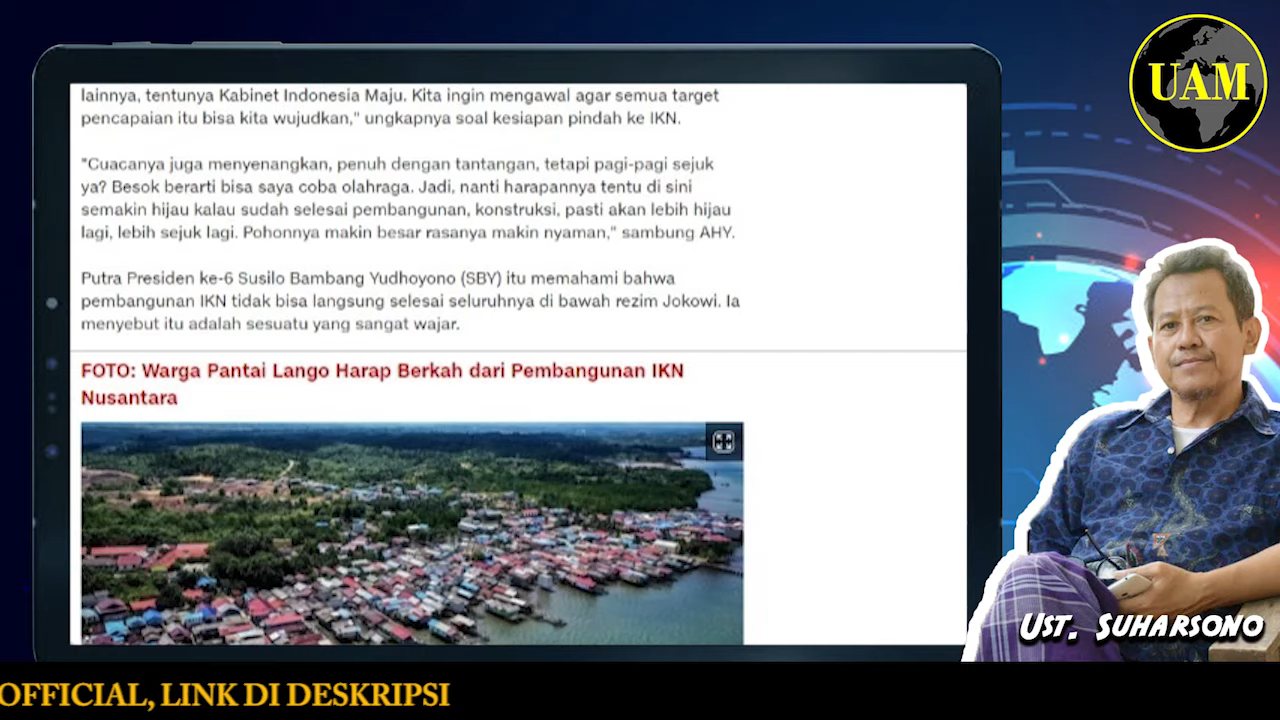 lainnya, tentunya Kabinet Indonesia Maju. Kita ingin mengawal agar semua target
pencapaian itu bisa kita wujudkan," ungkapnya soal kesiapan pindah ke IKN.
"Cuacanya juga menyenangkan, penuh dengan tantangan, tetapi pagi-pagi sejuk
ya? Besok berarti bisa saya coba olahraga. Jadi, nanti harapannya tentu di sini
semakin hijau kalau sudah selesai pembangunan, konstruksi, pasti akan lebih hijau
lagi, lebih sejuk lagi. Pohonnya makin besar rasanya makin nyaman," sambung AHY.
Putra Presiden ke-6 Susilo Bambang Yudhoyono (SBY) itu memahami bahwa
pembangunan IKN tidak bisa langsung selesai seluruhnya di bawah rezim Jokowi. Ia
menyebut itu adalah sesuatu yang sangat wajar.
FOTO: Warga Pantai Lango Harap Berkah dari Pembangunan IKN
Nusantara
UAM
UST. SUHARSONO
OFFICIAL, LINK DI DESKRIPSI